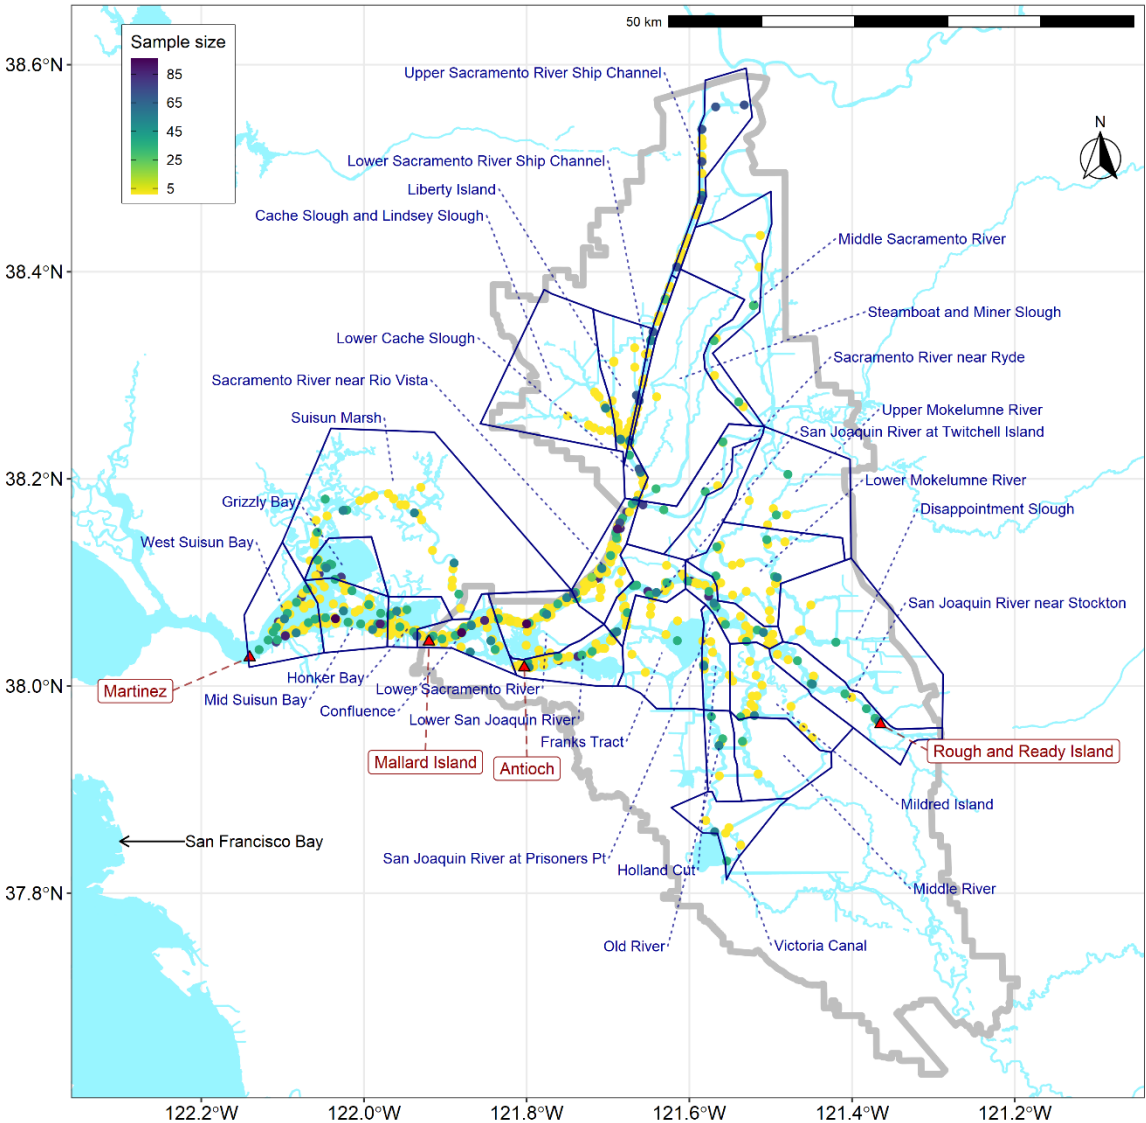 50 km
Sample size
85
65
45
25
5
N
38.6°N
38.4°N
38.2°N
38.0°N
37.8°N
Upper Sacramento River Ship Channel
Lower Sacramento River Ship Channel
Liberty Island
Cache Slough and Lindsey Slough
Middle Sacramento River
Steamboat and Miner Slough
Lower Cache Slough
Sacramento River near Ryde
Sacramento River near Rio Vista
Suisun Marsh
Upper Mokelumne River
San Joaquin River at Twitchell Island
Lower Mokelumne River
Grizzly Bay
Disappointment Slough
West Suisun Bay
San Joaquin River near Stockton
Honker Bay
Martinez
Mid Suisun Bay
Lower Sacramento River
Confluence
Lower San Joaquin River
Franks Tract
Rough and Ready Island
Mallard Island
Antioch
Mildred Island
San Francisco Bay
San Joaquin River at Prisoners Pt
Holland Cut
Middle River
Old River
Victoria Canal
122.2°W
122.0°W
121.8°W
121.6°W
121.4°W
121.2°W